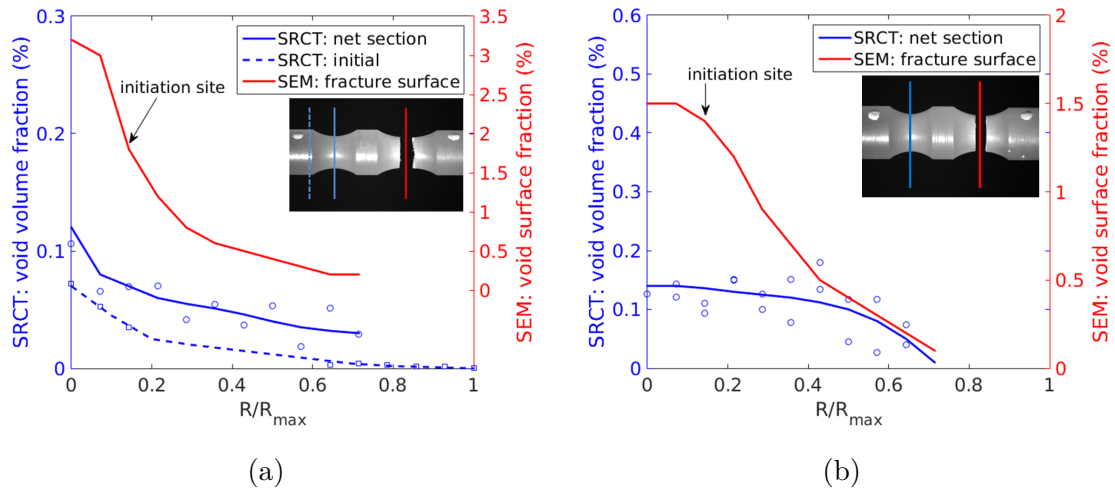 0.3
0.2
0.1
0
SRCT: void volume fraction (%)
SRCT: net section
SRCT: initial
SEM: fracture surface
initiation site
3.5
3
2.5
2
1.5
1
0.5
0
SEM: void surface fraction (%)
0
0.2
0.4
0.6
0.8
1
R/Rmax
(a)
0.6
0.5
0.4
0.3
0.2
0.1
0
SRCT: void volume fraction (%)
SRCT: net section
SEM: fracture surface
initiation site
2
1.5
1
0.5
0
SEM: void surface fraction (%)
0
0.2
0.4
0.6
0.8
1
R/Rmax
(b)